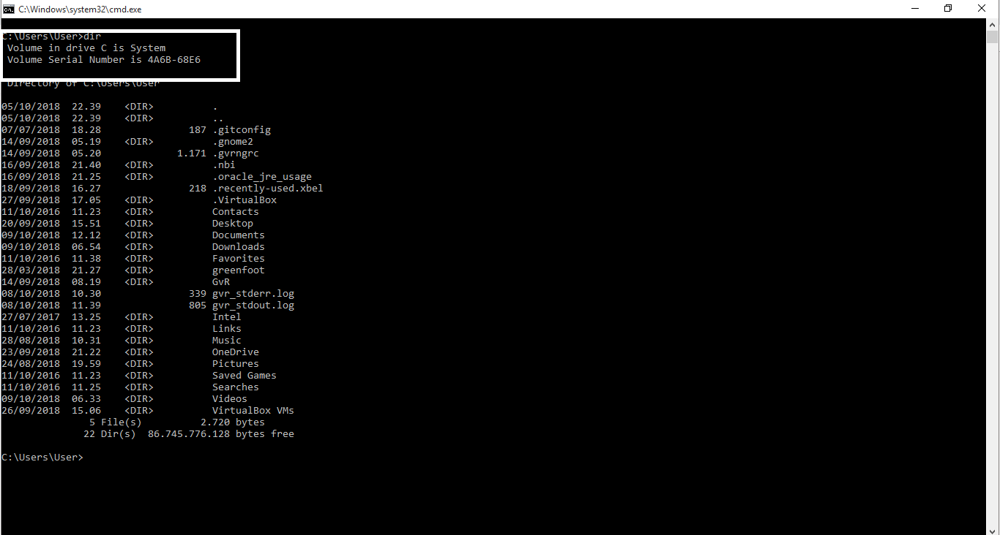 C:\Windows\system32\cmd.exe
C:\Users\User>dir
Volume in drive C is System
Volume Serial Number is 4A6B-68E6
Directory of C:\Users\User
05/10/2018  22.39    <DIR>          .
05/10/2018  22.39    <DIR>          ..
07/07/2018  18.28               187 .gitconfig
14/09/2018  05.19    <DIR>          .gnome2
14/09/2018  05.20             1.171 .gvrngrc
16/09/2018  21.40    <DIR>          .nbi
16/09/2018  21.25    <DIR>          .oracle_jre_usage
18/09/2018  16.27               218 .recently-used.xbel
27/09/2018  17.05    <DIR>          .VirtualBox
11/10/2016  11.23    <DIR>          Contacts
20/09/2018  15.51    <DIR>          Desktop
09/10/2018  12.12    <DIR>          Documents
09/10/2018  06.54    <DIR>          Downloads
11/10/2016  11.38    <DIR>          Favorites
28/03/2018  21.27    <DIR>          greenfoot
14/09/2018  08.19    <DIR>          GvR
08/10/2018  10.30               339 gvr_stderr.log
08/10/2018  11.39               805 gvr_stdout.log
27/07/2017  13.25    <DIR>          Intel
11/10/2016  11.23    <DIR>          Links
28/08/2018  10.31    <DIR>          Music
23/09/2018  21.22    <DIR>          OneDrive
24/08/2018  19.59    <DIR>          Pictures
11/10/2016  11.23    <DIR>          Saved Games
11/10/2016  11.25    <DIR>          Searches
09/10/2018  06.33    <DIR>          Videos
26/09/2018  15.06    <DIR>          VirtualBox VMs
5 File(s)          2.720 bytes
22 Dir(s)  86.745.776.128 bytes free
C:\Users\User>